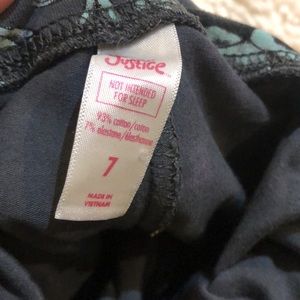 Justice
NOT INTENDED
FOR SLEEP
93% cotton/coton
7% elastane/élasthanne
7
MADE IN
VIETNAM